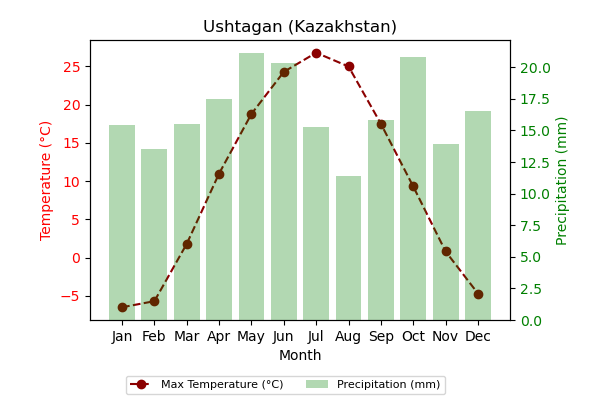 Ushtagan (Kazakhstan)
Temperature (°C)
25
20
15
10
5
0
−5
20.0
17.5
15.0
12.5
10.0
7.5
5.0
2.5
0.0
Precipitation (mm)
Jan Feb Mar Apr May Jun Jul Aug Sep Oct Nov Dec
Month
Max Temperature (°C) Precipitation (mm)